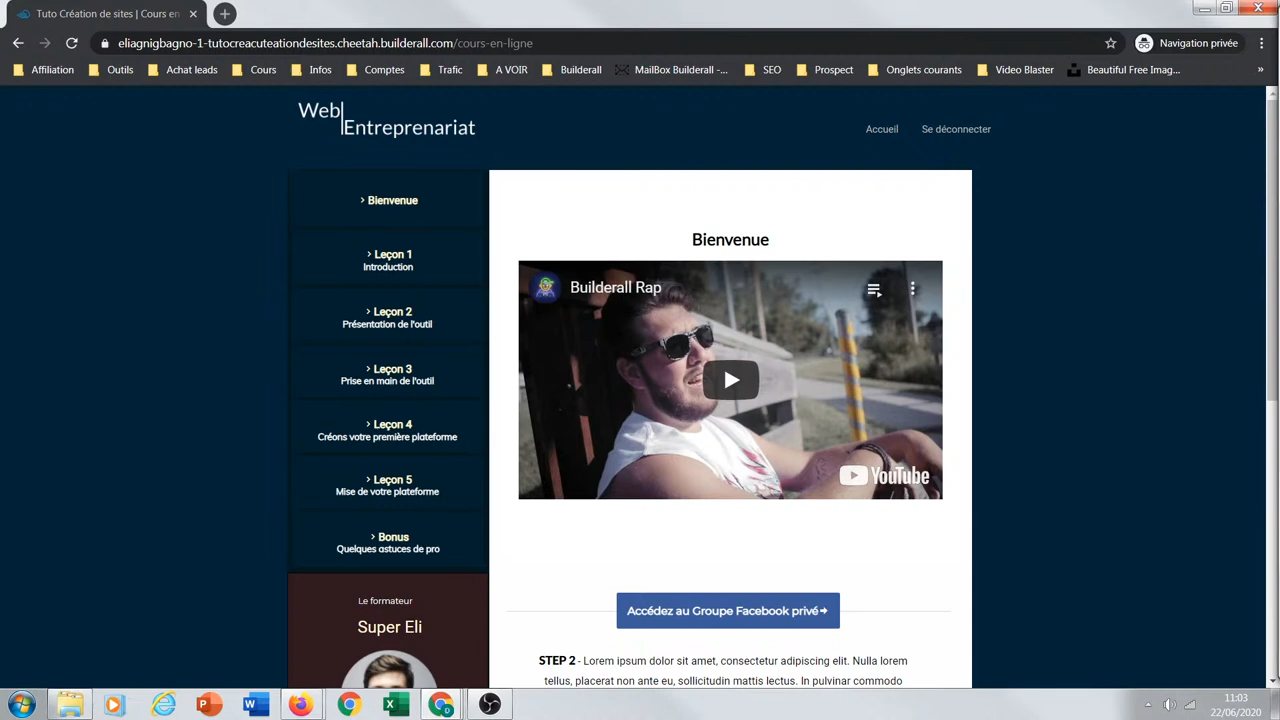 Tuto Création de sites | Cours en
eliagnigbagno-1-tutocreacuteationdesites.cheetah.builderall.com/cours-en-ligne
Navigation privée
Affiliation
Outils
Achat leads
Cours
Infos
Comptes
Trafic
A VOIR
Builderall
MailBox Builderall -...
SEO
Prospect
Onglets courants
Video Blaster
Beautiful Free Imag...
»
Web
Entreprenariat
Accueil
Se déconnecter
> Bienvenue
> Leçon 1
Introduction
> Leçon 2
Présentation de l'outil
> Leçon 3
Prise en main de l'outil
> Leçon 4
Créons votre première plateforme
> Leçon 5
Mise de votre plateforme
> Bonus
Quelques astuces de pro
Le formateur
Super Eli
Bienvenue
Builderall Rap
YouTube
Accédez au Groupe Facebook privé
STEP 2 - Lorem ipsum dolor sit amet, consectetur adipiscing elit. Nulla lorem
tellus, placerat non ante eu, sollicitudin mattis lectus. In pulvinar commodo
11:03
22/06/2020